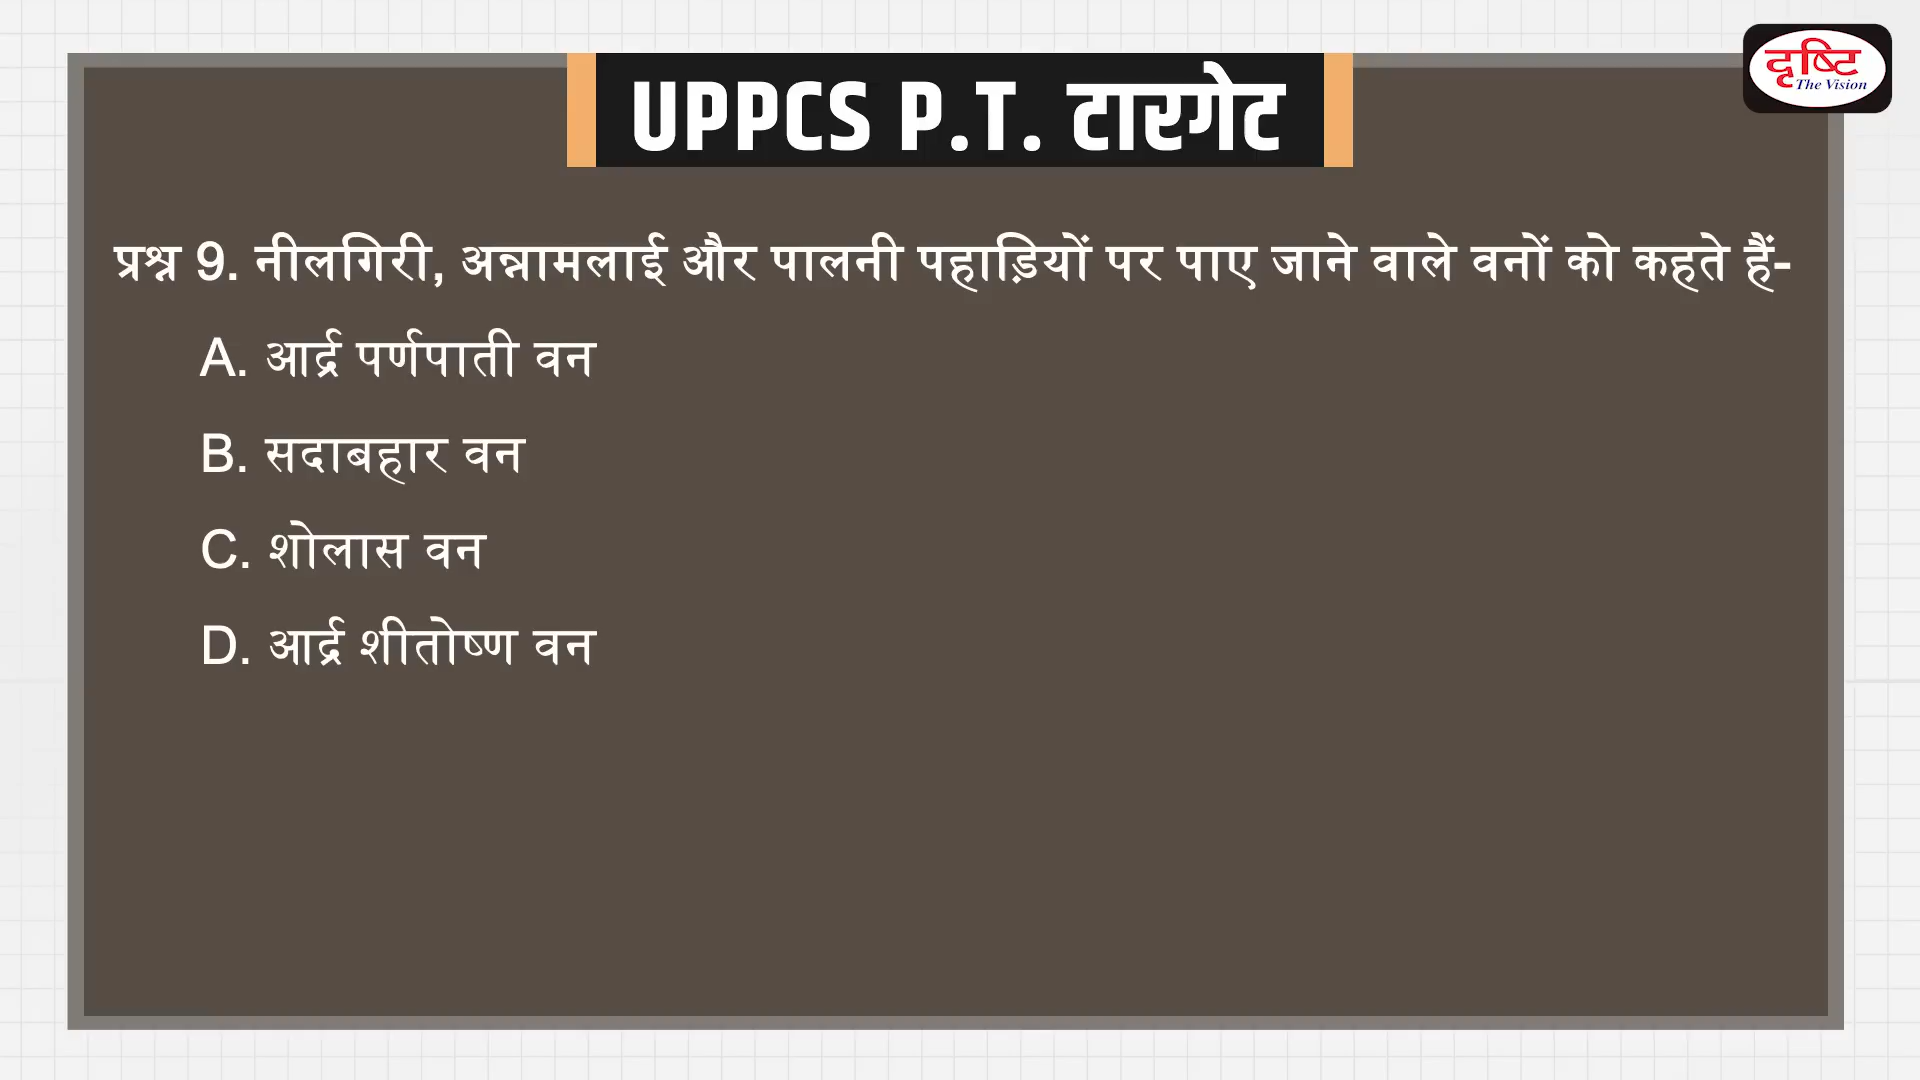 दृष्टि
The Vision
UPPCS P.T. टारगेट
प्रश्न 9. नीलगिरी, अन्नामलाई और पालनी पहाड़ियों पर पाए जाने वाले वनों को कहते हैं-
A. आर्द्र पर्णपाती वन
B. सदाबहार वन
C. शोलास वन
D. आर्द्र शीतोष्ण वन